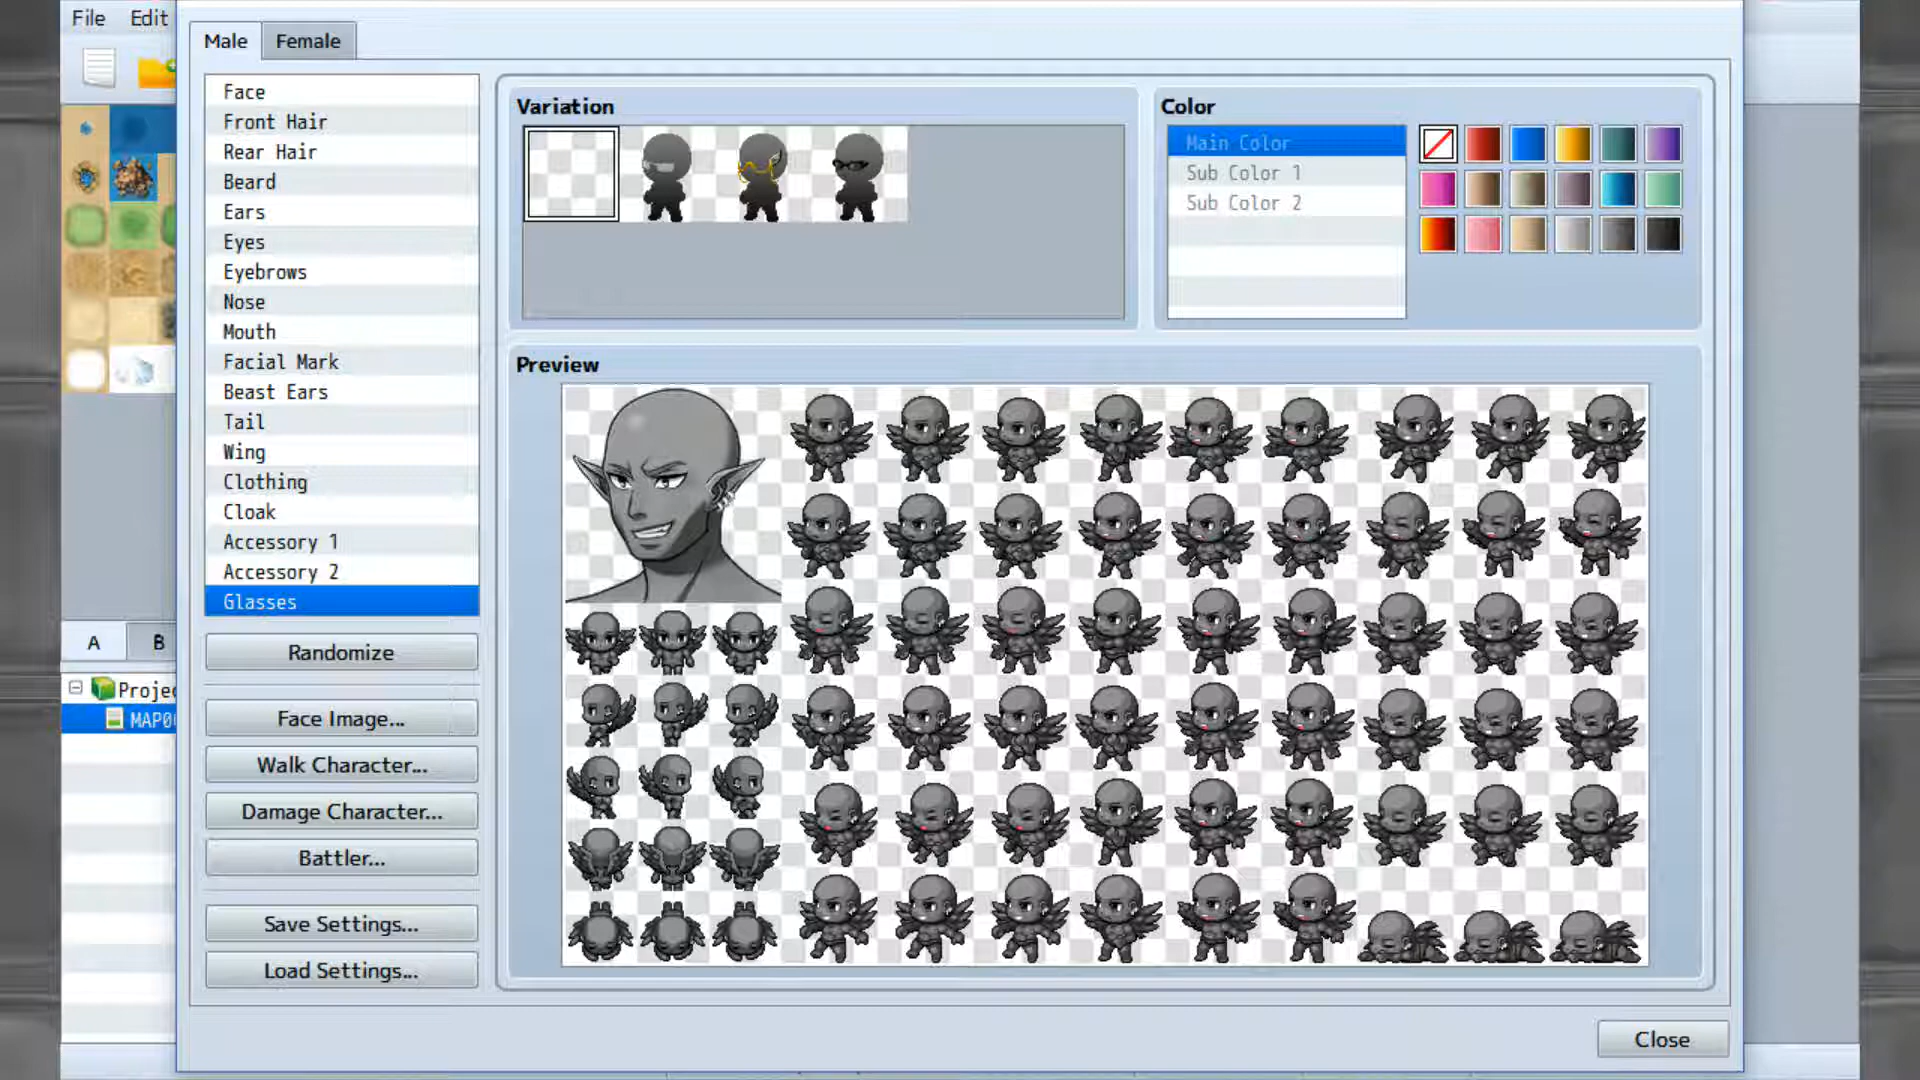 File Edit
Male Female
Face
Front Hair
Rear Hair
Beard
Ears
Eyes
Eyebrows
Nose
Mouth
Facial Mark
Beast Ears
Tail
Wing
Clothing
Cloak
Accessory 1
Accessory 2
Glasses
Randomize
Face Image...
Walk Character...
Damage Character...
Battler...
Save Settings...
Load Settings...
Variation
Color
Main Color
Sub Color 1
Sub Color 2
Preview
A B
Close